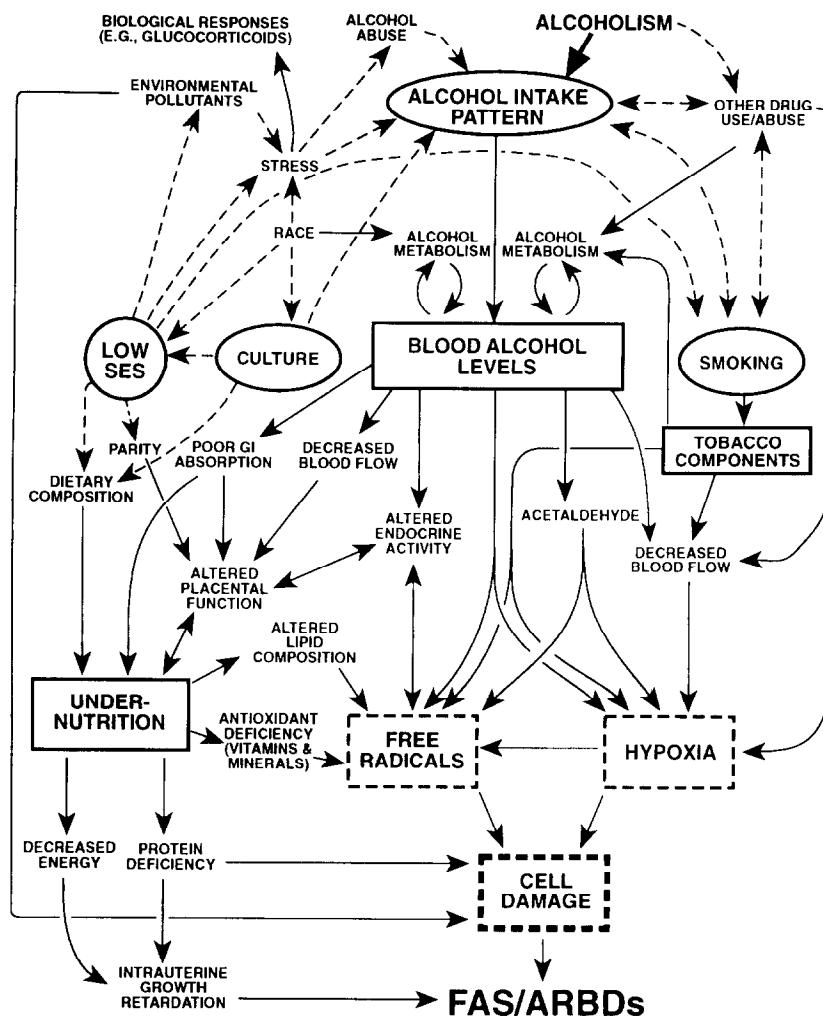 BIOLOGICAL RESPONSES
(E.G., GLUCOCORTICOIDS)
ALCOHOL
ABUSE
ALCOHOLISM
ENVIRONMENTAL
POLLUTANTS
ALCOHOL INTAKE
PATTERN
OTHER DRUG
USE/ABUSE
STRESS
RACE
ALCOHOL
METABOLISM
ALCOHOL
METABOLISM
LOW
SES
CULTURE
BLOOD ALCOHOL
LEVELS
SMOKING
PARITY
POOR GI
ABSORPTION
DECREASED
BLOOD FLOW
TOBACCO
COMPONENTS
DIETARY
COMPOSITION
ALTERED
ENDOCRINE
ACTIVITY
ACETALDEHYDE
DECREASED
BLOOD FLOW
ALTERED
PLACENTAL
FUNCTION
ALTERED
LIPID
COMPOSITION
UNDER-
NUTRITION
ANTIOXIDANT
DEFICIENCY
(VITAMINS &
MINERALS)
FREE
RADICALS
HYPOXIA
DECREASED
ENERGY
PROTEIN
DEFICIENCY
CELL
DAMAGE
INTRAUTERINE
GROWTH
RETARDATION
FAS/ARBDs